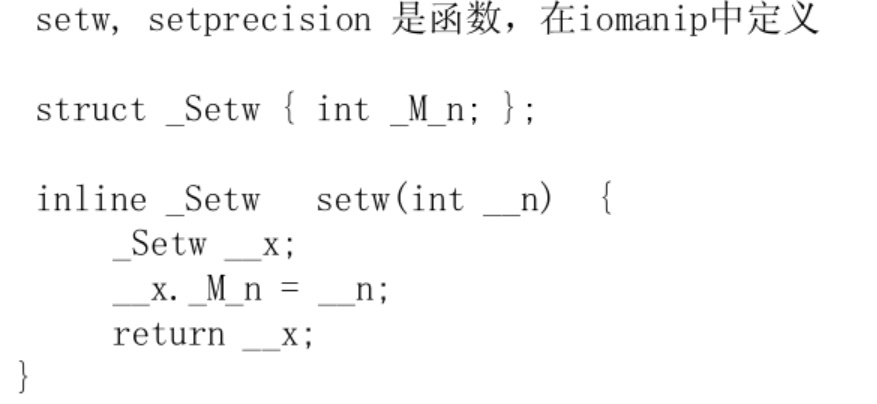 setw, setprecision 是函数，在iomanip中定义
struct _Setw { int _M_n; };
inline _Setw   setw(int __n)  {
_Setw __x;
__x._M_n = __n;
return __x;
}